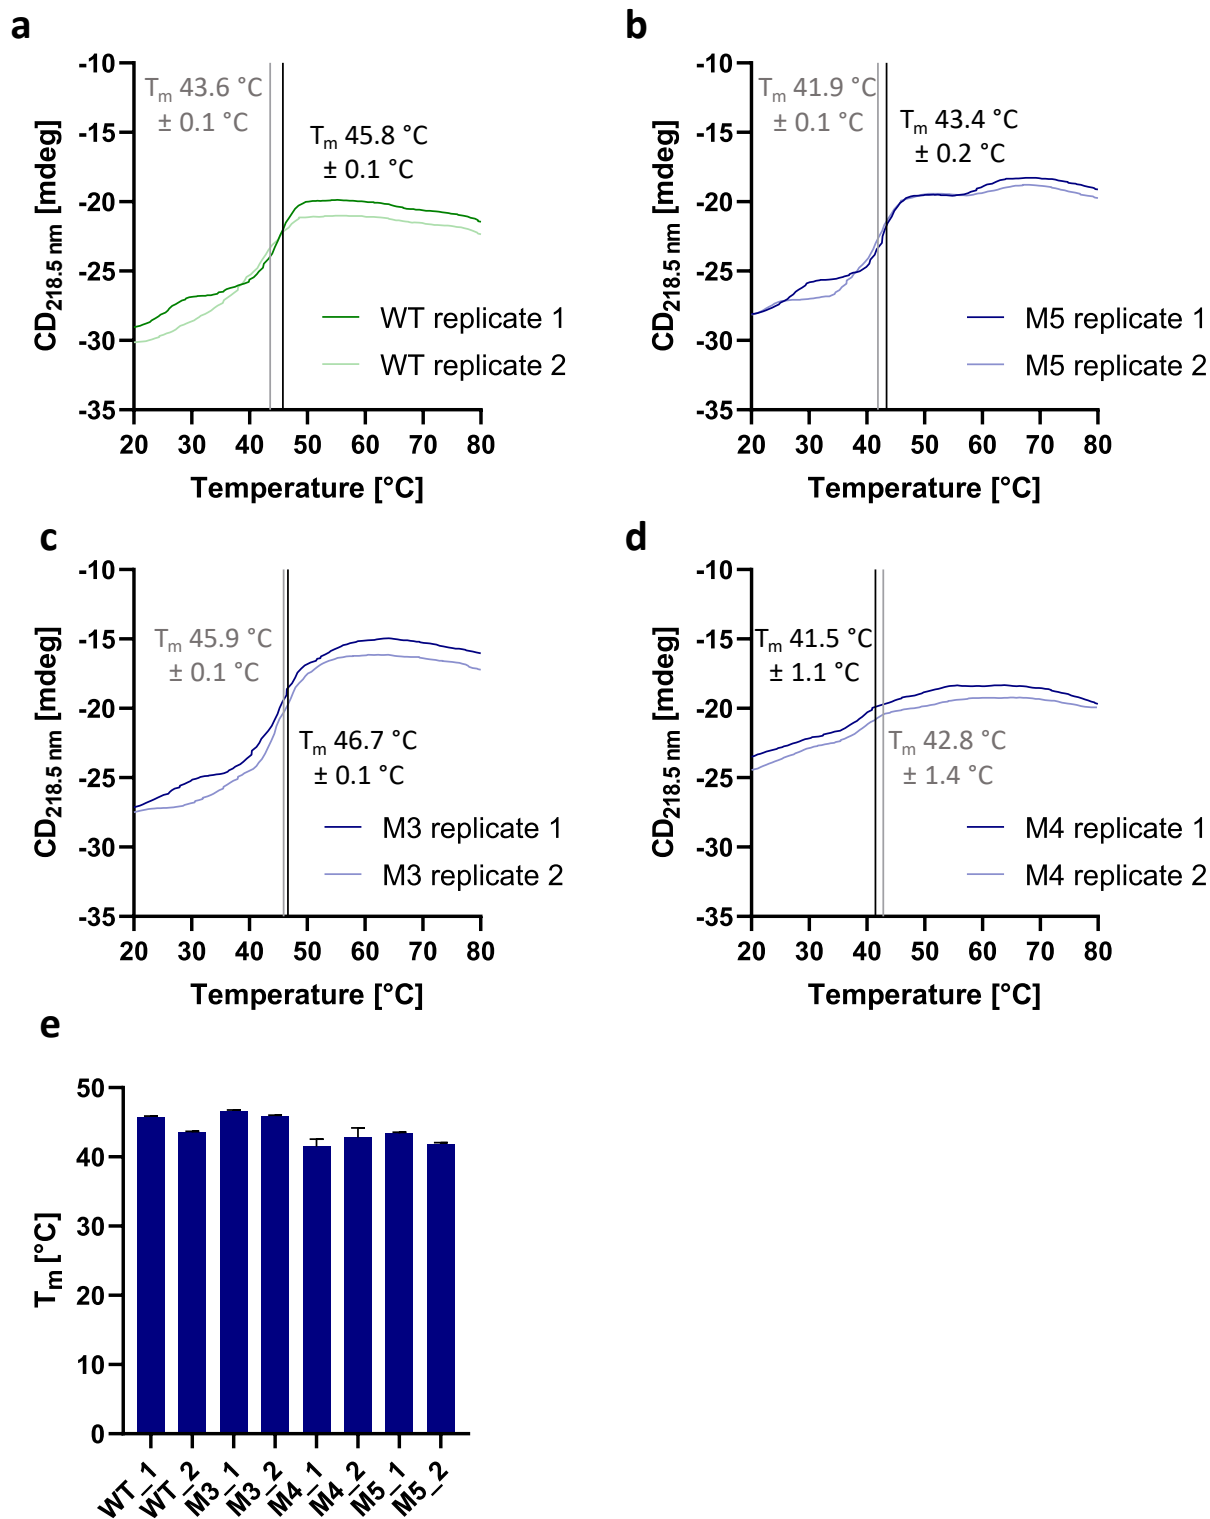 a
-10
-15
-20
-25
-30
-35
CD218.5 nm [mdeg]
Tm 43.6 °C
± 0.1 °C
Tm 45.8 °C
± 0.1 °C
WT replicate 1
WT replicate 2
20 30 40 50 60 70 80
Temperature [°C]
b
-10
-15
-20
-25
-30
-35
CD218.5 nm [mdeg]
Tm 41.9 °C
± 0.1 °C
Tm 43.4 °C
± 0.2 °C
M5 replicate 1
M5 replicate 2
20 30 40 50 60 70 80
Temperature [°C]
c
-10
-15
-20
-25
-30
-35
CD218.5 nm [mdeg]
Tm 45.9 °C
± 0.1 °C
Tm 46.7 °C
± 0.1 °C
M3 replicate 1
M3 replicate 2
20 30 40 50 60 70 80
Temperature [°C]
d
-10
-15
-20
-25
-30
-35
CD218.5 nm [mdeg]
Tm 41.5 °C
± 1.1 °C
Tm 42.8 °C
± 1.4 °C
M4 replicate 1
M4 replicate 2
20 30 40 50 60 70 80
Temperature [°C]
e
50
40
30
20
10
0
Tm [°C]
WT_1
WT_2
M3_1
M3_2
M4_1
M4_2
M5_1
M5_2